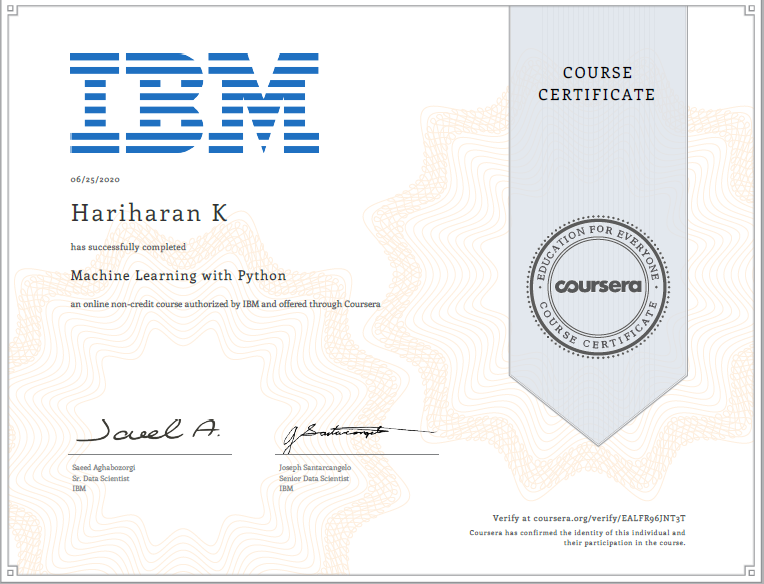 IBM
06/25/2020
Hariharan K
has successfully completed
Machine Learning with Python
an online non-credit course authorized by IBM and offered through Coursera
COURSE
CERTIFICATE
EDUCATION FOR EVERYONE
coursera
COURSE CERTIFICATE
Saeed Aghabozorgi
Sr. Data Scientist
IBM
Joseph Santarcangelo
Senior Data Scientist
IBM
Verify at coursera.org/verify/EALFR96JNT3T
Coursera has confirmed the identity of this individual and
their participation in the course.